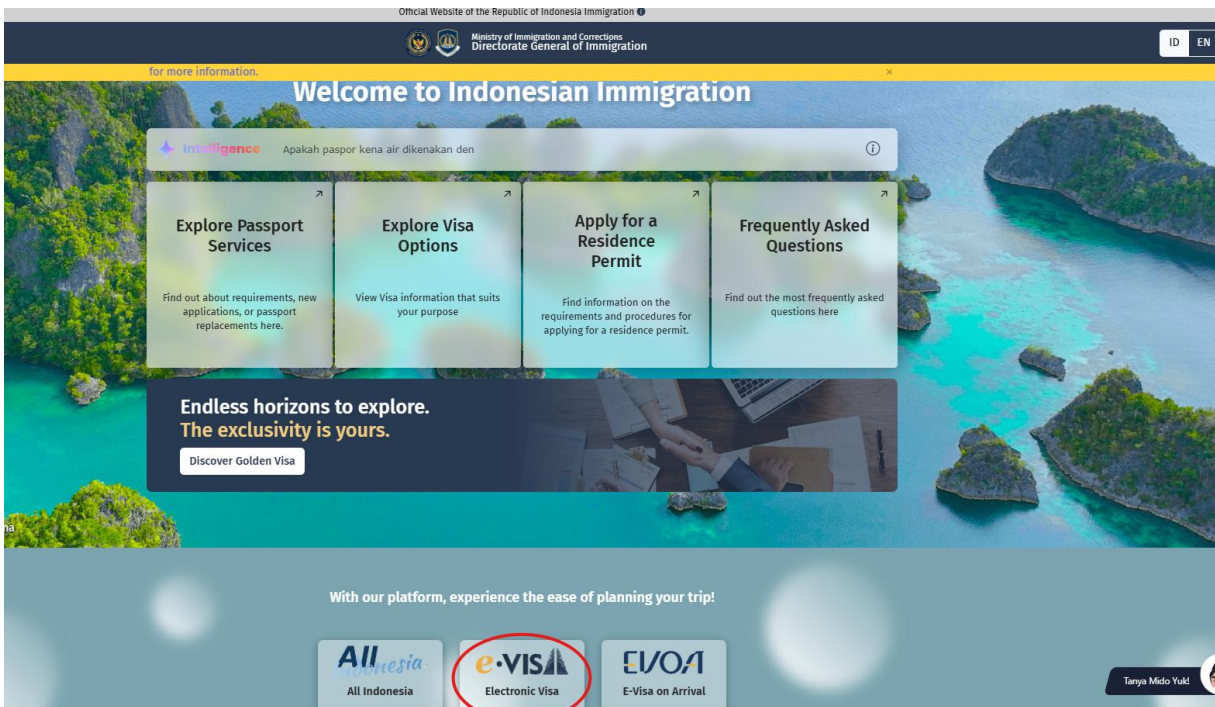 Official Website of the Republic of Indonesia Immigration
Ministry of Immigration and Corrections
Directorate General of Immigration
ID EN
for more information.
Welcome to Indonesian Immigration
Intelligence Apakah paspor kena air dikenakan den
Explore Passport
Services
Find out about requirements, new
applications, or passport
replacements here.
Explore Visa
Options
View Visa information that suits
your purpose
Apply for a
Residence
Permit
Find information on the
requirements and procedures for
applying for a residence permit.
Frequently Asked
Questions
Find out the most frequently asked
questions here
Endless horizons to explore.
The exclusivity is yours.
Discover Golden Visa
With our platform, experience the ease of planning your trip!
All
Indonesia
All Indonesia
e-VISA
Electronic Visa
EVOA
E-Visa on Arrival
Tanya Mido Yuk!